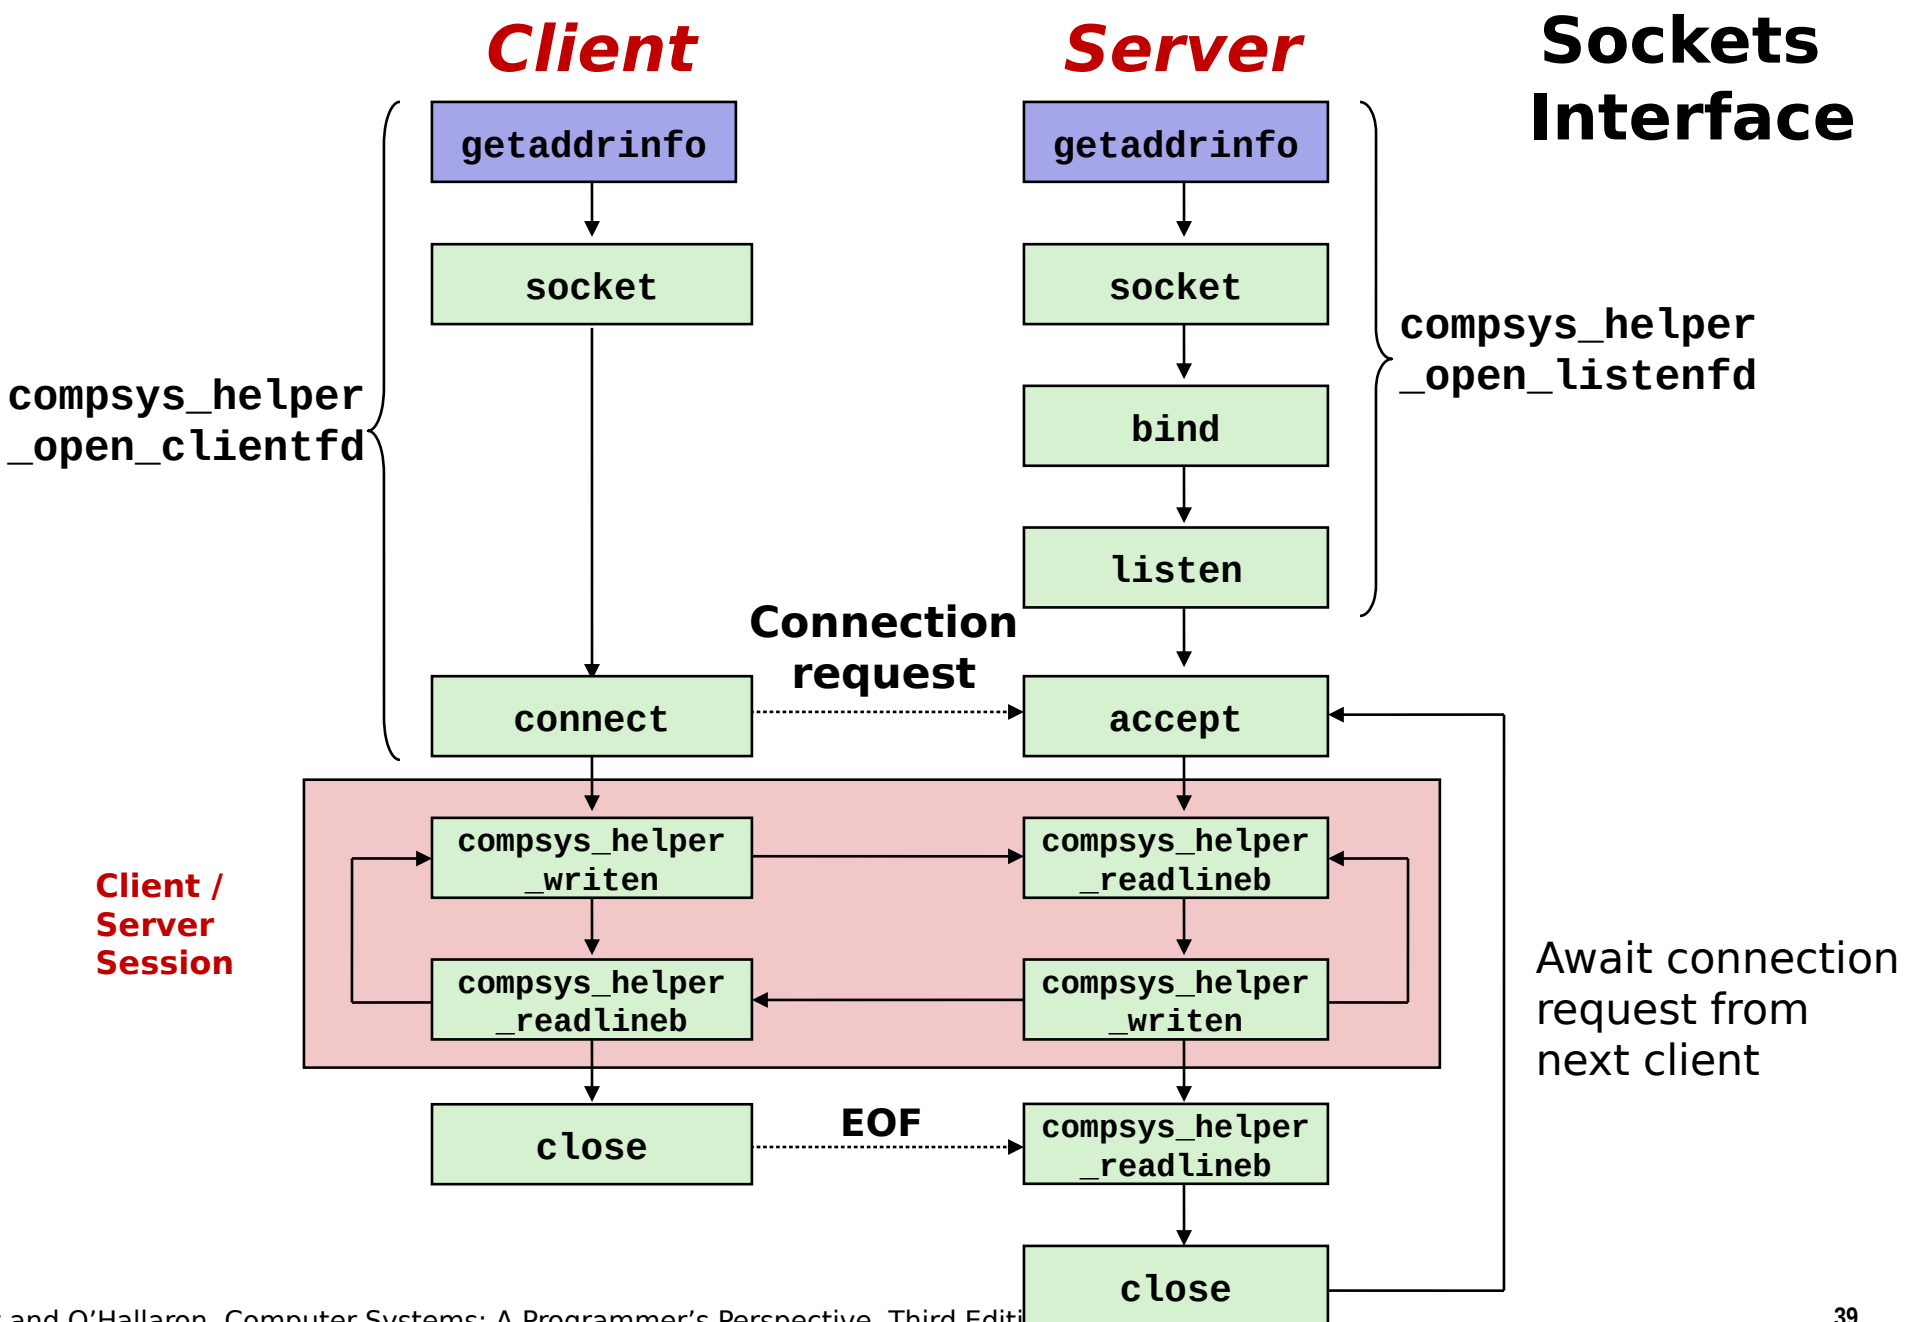 Client
Server
Sockets
Interface
getaddrinfo
getaddrinfo
socket
socket
compsys_helper
_open_listenfd
compsys_helper
_open_clientfd
bind
listen
Connection
request
connect
accept
compsys_helper
_writen
compsys_helper
_readlineb
Client /
Server
Session
compsys_helper
_readlineb
compsys_helper
_writen
Await connection
request from
next client
close
EOF
compsys_helper
_readlineb
close
and O’Hallaron, Computer Systems: A Programmer’s Perspective, Third
39